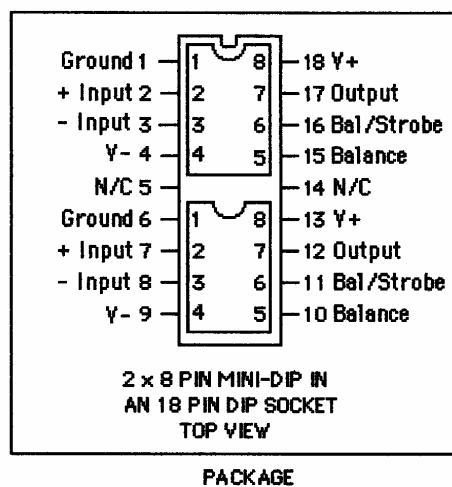 Ground 1 1 8 18 V+
+ Input 2 2 7 17 Output
- Input 3 3 6 16 Bal/Strobe
V- 4 4 5 15 Balance
N/C 5 14 N/C
Ground 6 1 8 13 V+
+ Input 7 2 7 12 Output
- Input 8 3 6 11 Bal/Strobe
V- 9 4 5 10 Balance
2 x 8 PIN MINI-DIP IN
AN 18 PIN DIP SOCKET
TOP VIEW
PACKAGE